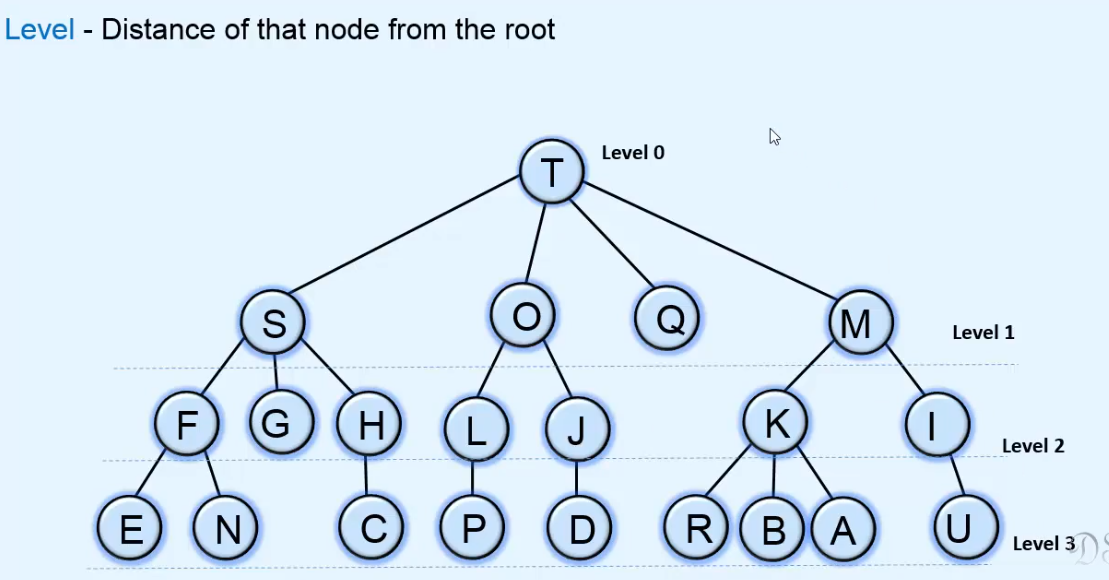 Level - Distance of that node from the root
T Level 0
S O Q M Level 1
F G H L J K I Level 2
E N C P D R B A U Level 3